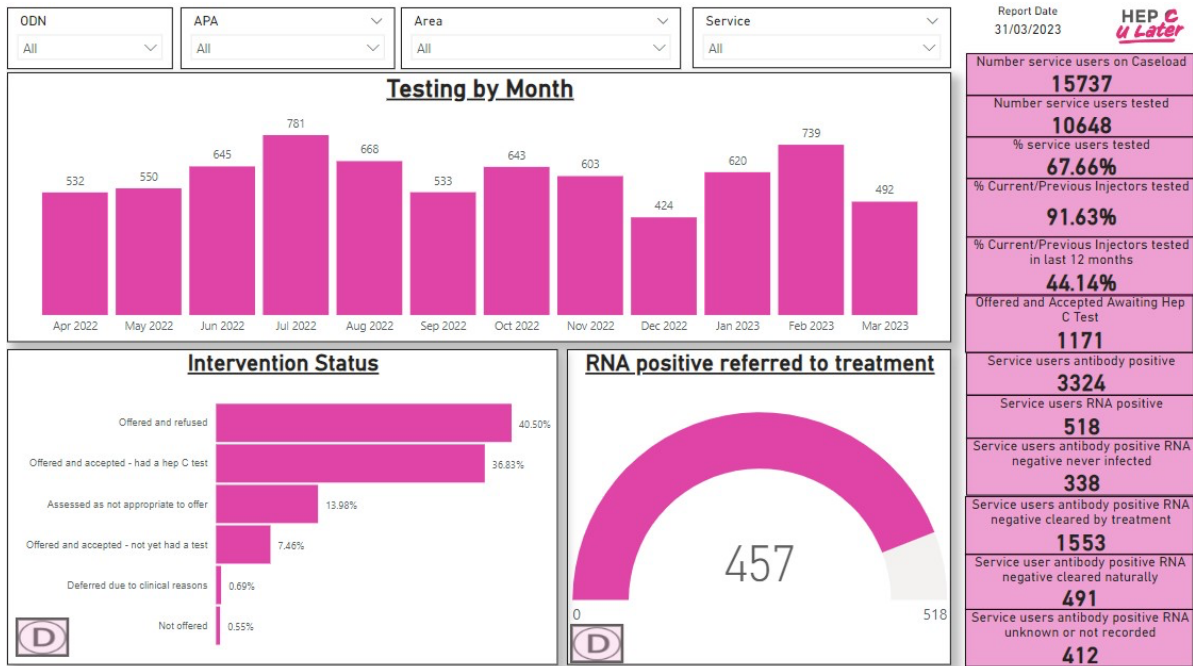 ODN
All
APA
All
Area
All
Service
All
Report Date
31/03/2023
HEP C
U Later
Testing by Month
532
550
645
781
668
533
643
603
424
620
739
492
Apr 2022
May 2022
Jun 2022
Jul 2022
Aug 2022
Sep 2022
Oct 2022
Nov 2022
Dec 2022
Jan 2023
Feb 2023
Mar 2023
Intervention Status
Offered and refused
40.50%
Offered and accepted - had a hep C test
36.83%
Assessed as not appropriate to offer
13.98%
Offered and accepted - not yet had a test
7.46%
Deferred due to clinical reasons
0.69%
Not offered
0.55%
D
RNA positive referred to treatment
457
0
518
D
Number service users on Caseload
15737
Number service users tested
10648
% service users tested
67.66%
% Current/Previous Injectors tested
91.63%
% Current/Previous Injectors tested
in last 12 months
44.14%
Offered and Accepted Awaiting Hep
C Test
1171
Service users antibody positive
3324
Service users RNA positive
518
Service users antibody positive RNA
negative never infected
338
Service users antibody positive RNA
negative cleared by treatment
1553
Service user antibody positive RNA
negative cleared naturally
491
Service users antibody positive RNA
unknown or not recorded
412